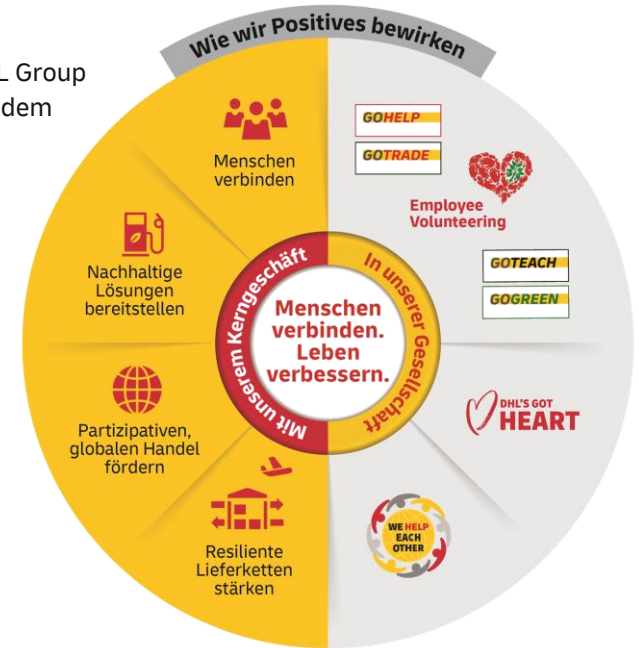 Wie wir Positives bewirken
L Group
dem
Menschen
verbinden
Nachhaltige
Lösungen
bereitstellen
Partizipativen,
globalen Handel
fördern
Resiliente
Lieferketten
stärken
Mit unserem Kerngeschäft
In unserer Gesellschaft
Menschen
verbinden.
Leben
verbessern.
GOHELP
GOTRADE
Employee
Volunteering
GOTEACH
GOGREEN
DHL'S GOT
HEART
WE HELP
EACH
OTHER